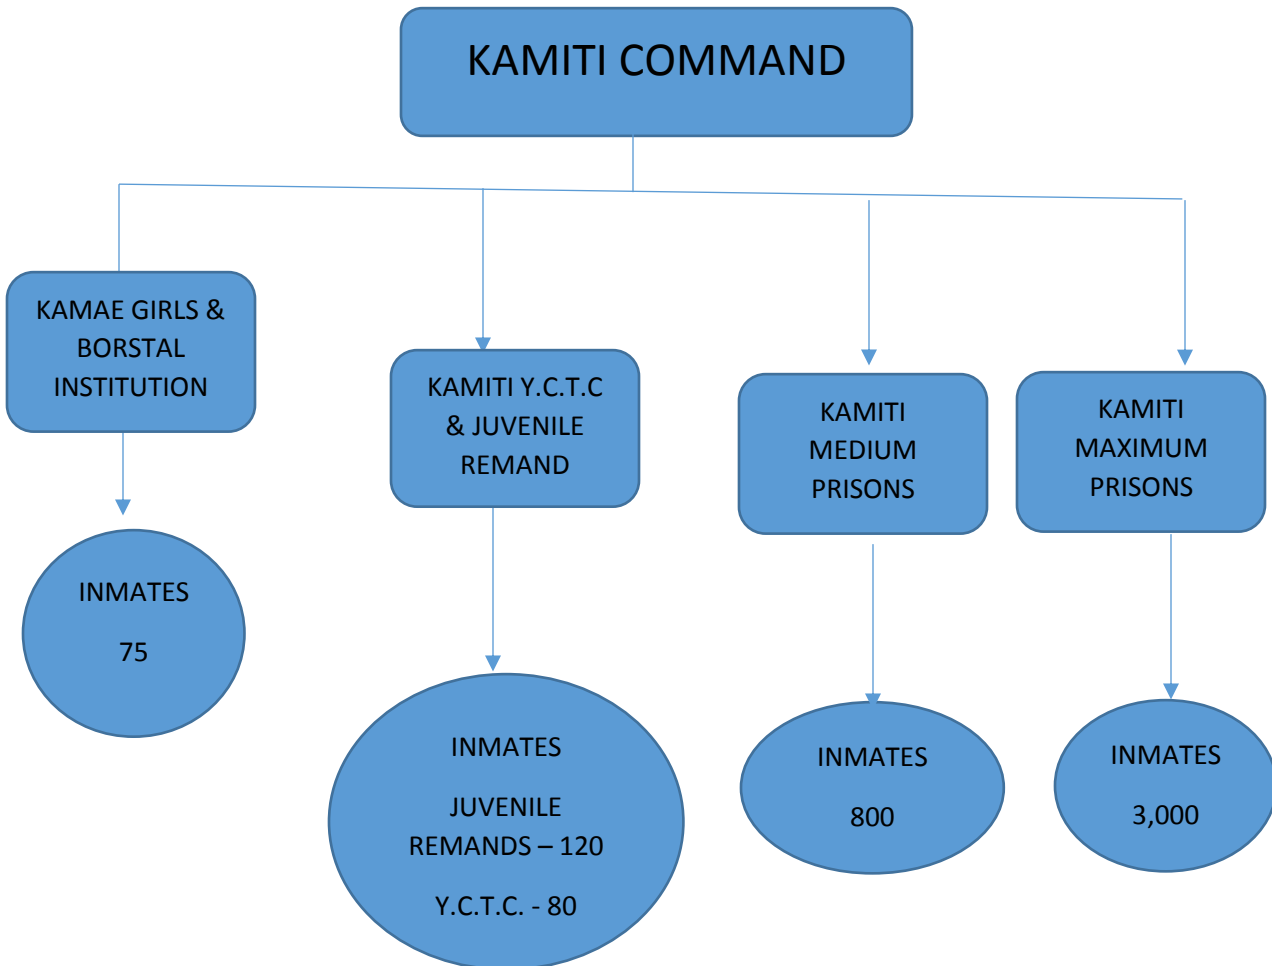 KAMITI COMMAND
KAMAE GIRLS &
BORSTAL
INSTITUTION
KAMITI Y.C.T.C
& JUVENILE
REMAND
KAMITI
MEDIUM
PRISONS
KAMITI
MAXIMUM
PRISONS
INMATES
75
INMATES
JUVENILE
REMANDS – 120
Y.C.T.C. - 80
INMATES
800
INMATES
3,000